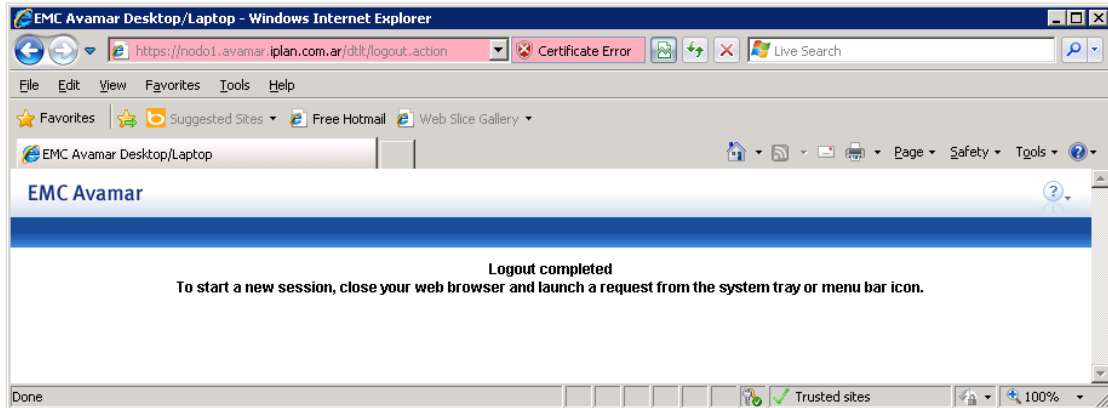 EMC Avamar Desktop/Laptop - Windows Internet Explorer
https://nodo1.avamar.iplan.com.ar/dtlt/logout.action Certificate Error Live Search
File Edit View Favorites Tools Help
Favorites Suggested Sites Free Hotmail Web Slice Gallery
EMC Avamar Desktop/Laptop Page Safety Tools
EMC Avamar
Logout completed
To start a new session, close your web browser and launch a request from the system tray or menu bar icon.
Done Trusted sites 100%